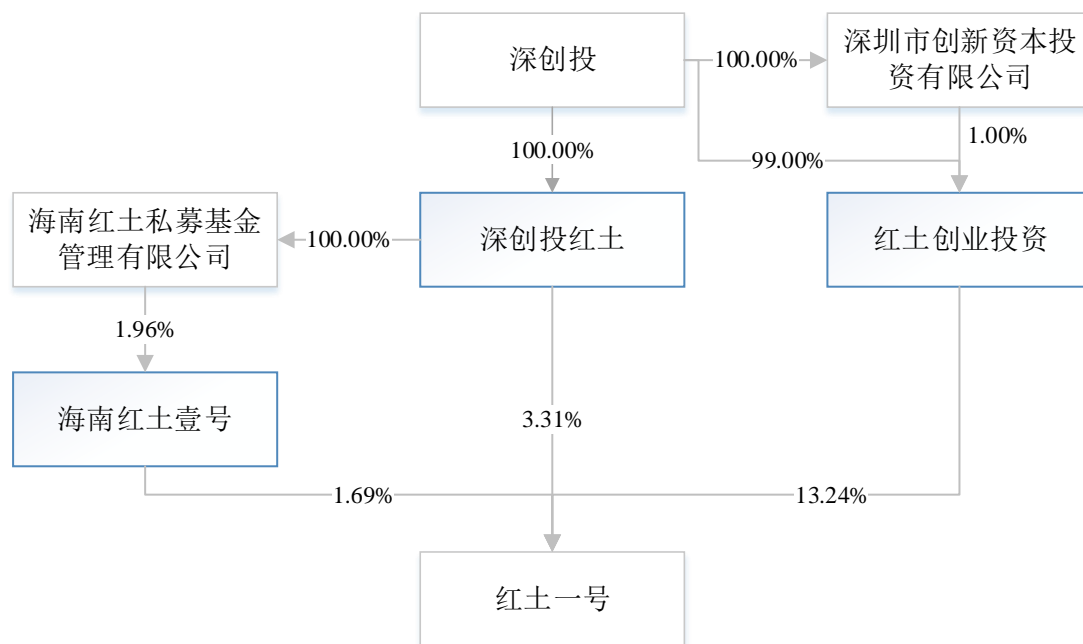 深创投
100.00%
深圳市创新资本投
资有限公司
100.00%
1.00%
99.00%
海南红土私募基金
管理有限公司
100.00%
深创投红土
红土创业投资
1.96%
海南红土壹号
3.31%
1.69%
13.24%
红土一号